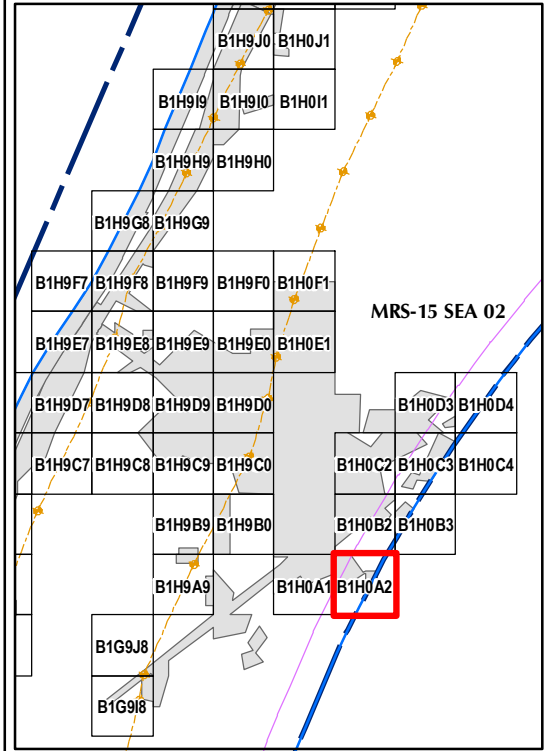 B1H9J0 B1H0J1
B1H9I9 B1H9I0 B1H0I1
B1H9H9 B1H9H0
B1H9G8 B1H9G9
B1H9F7 B1H9F8 B1H9F9 B1H9F0 B1H0F1
MRS-15 SEA 02
B1H9E7 B1H9E8 B1H9E9 B1H9E0 B1H0E1
B1H9D7 B1H9D8 B1H9D9 B1H9D0 B1H0D3 B1H0D4
B1H9C7 B1H9C8 B1H9C9 B1H9C0 B1H0C2 B1H0C3 B1H0C4
B1H9B9 B1H9B0 B1H0B2 B1H0B3
B1H9A9 B1H0A1 B1H0A2
B1G9J8
B1G9I8